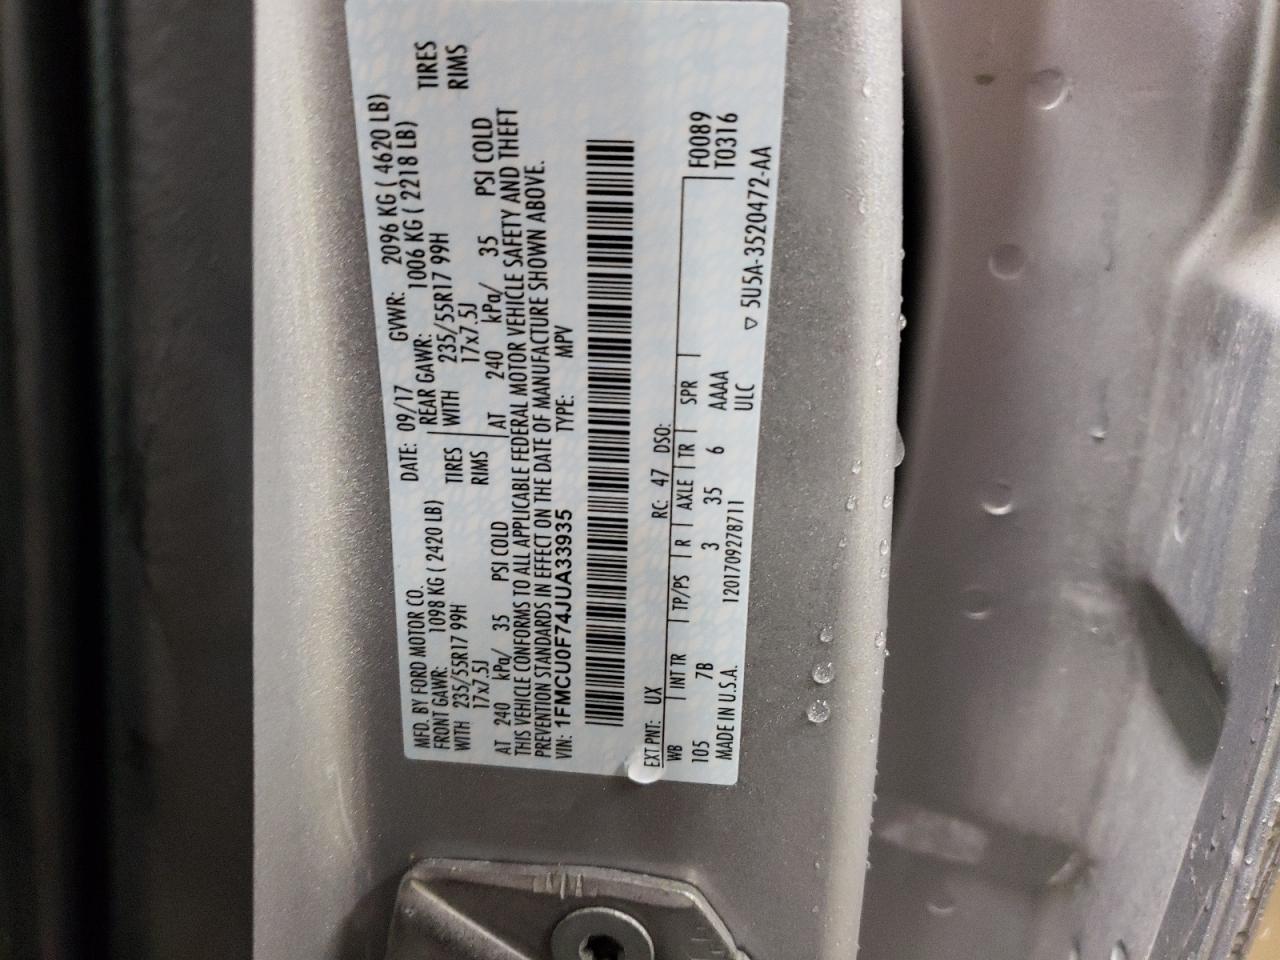 MFD. BY FORD MOTOR CO.
DATE: 09/17 GVWR: 2096 KG ( 4620 LB)
FRONT GAWR: 1098 KG ( 2420 LB) REAR GAWR: 1006 KG ( 2218 LB)
WITH 235/55R17 99H TIRES WITH 235/55R17 99H TIRES
17x7.5J RIMS 17x7.5J RIMS
AT 240 kPa/ 35 PSI COLD AT 240 kPa/ 35 PSI COLD
THIS VEHICLE CONFORMS TO ALL APPLICABLE FEDERAL MOTOR VEHICLE SAFETY AND THEFT
PREVENTION STANDARDS IN EFFECT ON THE DATE OF MANUFACTURE SHOWN ABOVE.
VIN: 1FMCU0F74JUA33935 TYPE: MPV
EXT PNT: UX RC: 47 DSO:
WB INT TR TP/PS R AXLE TR SPR F0089
105 7B 3 35 6 AAAA T0316
MADE IN U.S.A. 1201709278711 ULC
▽ 5U5A-3520472-AA